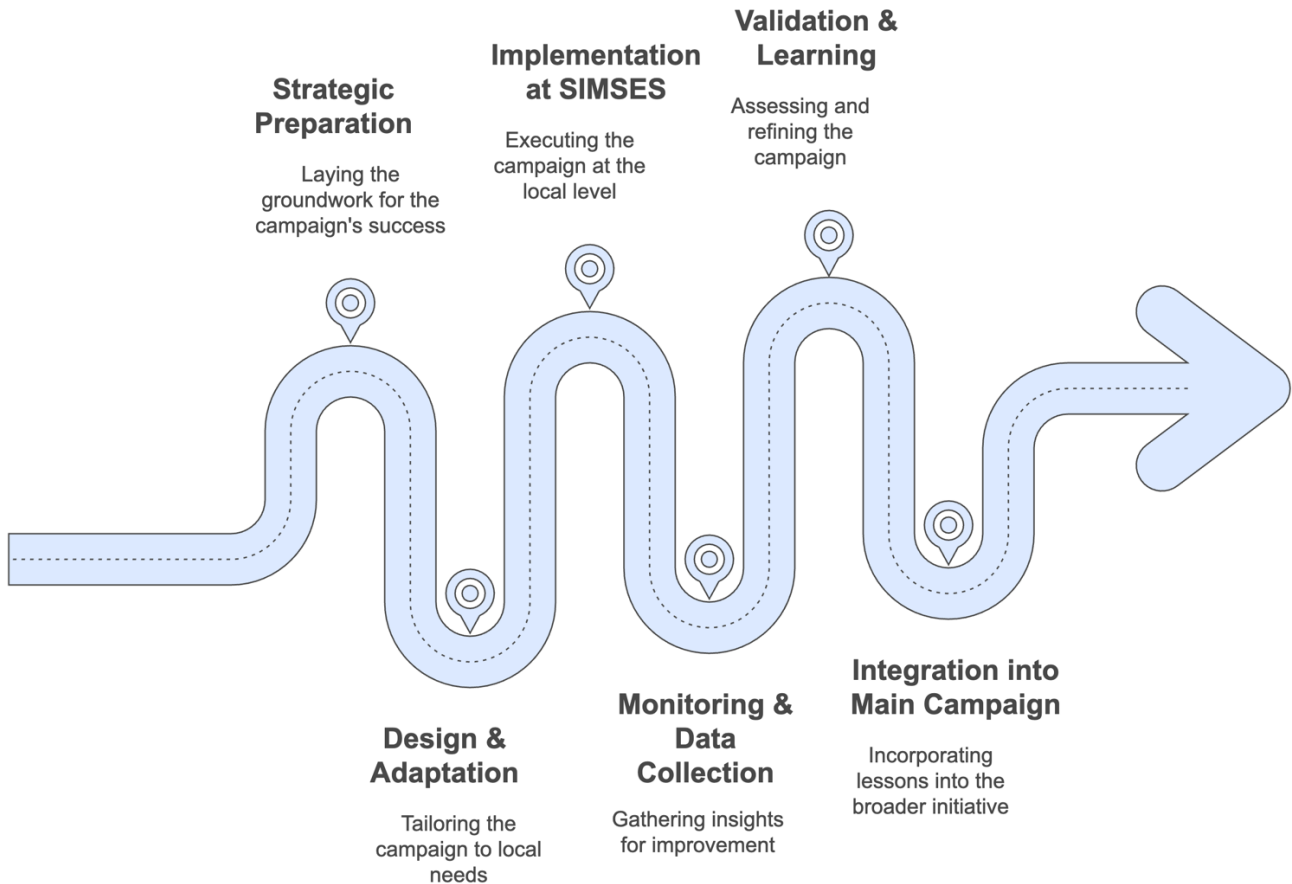 Strategic
Preparation
Laying the
groundwork for the
campaign's success
Design &
Adaptation
Tailoring the
campaign to local
needs
Implementation
at SIMSES
Executing the
campaign at the
local level
Monitoring &
Data
Collection
Gathering insights
for improvement
Validation &
Learning
Assessing and
refining the
campaign
Integration into
Main Campaign
Incorporating
lessons into the
broader initiative